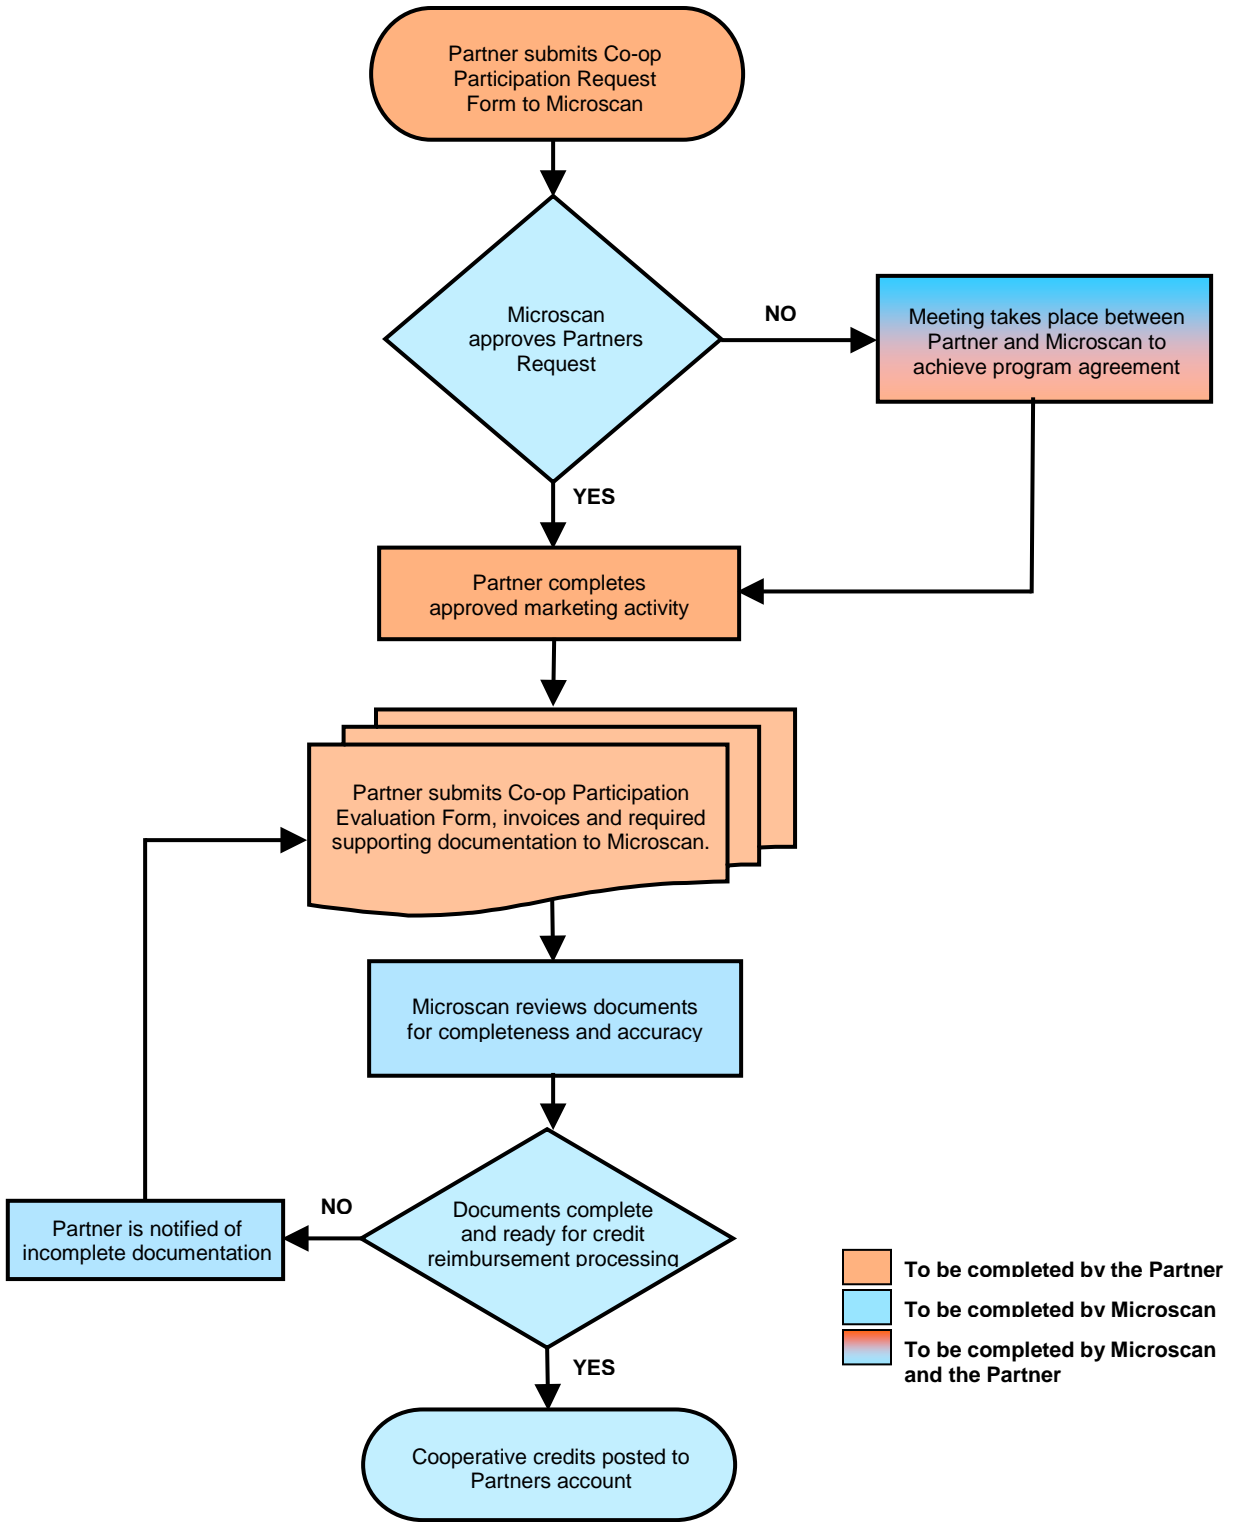 Partner submits Co-op
Participation Request
Form to Microscan
Microscan
approves Partners
Request
NO
Meeting takes place between
Partner and Microscan to
achieve program agreement
YES
Partner completes
approved marketing activity
Partner submits Co-op Participation
Evaluation Form, invoices and required
supporting documentation to Microscan.
Microscan reviews documents
for completeness and accuracy
NO
Documents complete
and ready for credit
reimbursement processing
Partner is notified of
incomplete documentation
YES
Cooperative credits posted to
Partners account
To be completed by the Partner
To be completed by Microscan
To be completed by Microscan
and the Partner